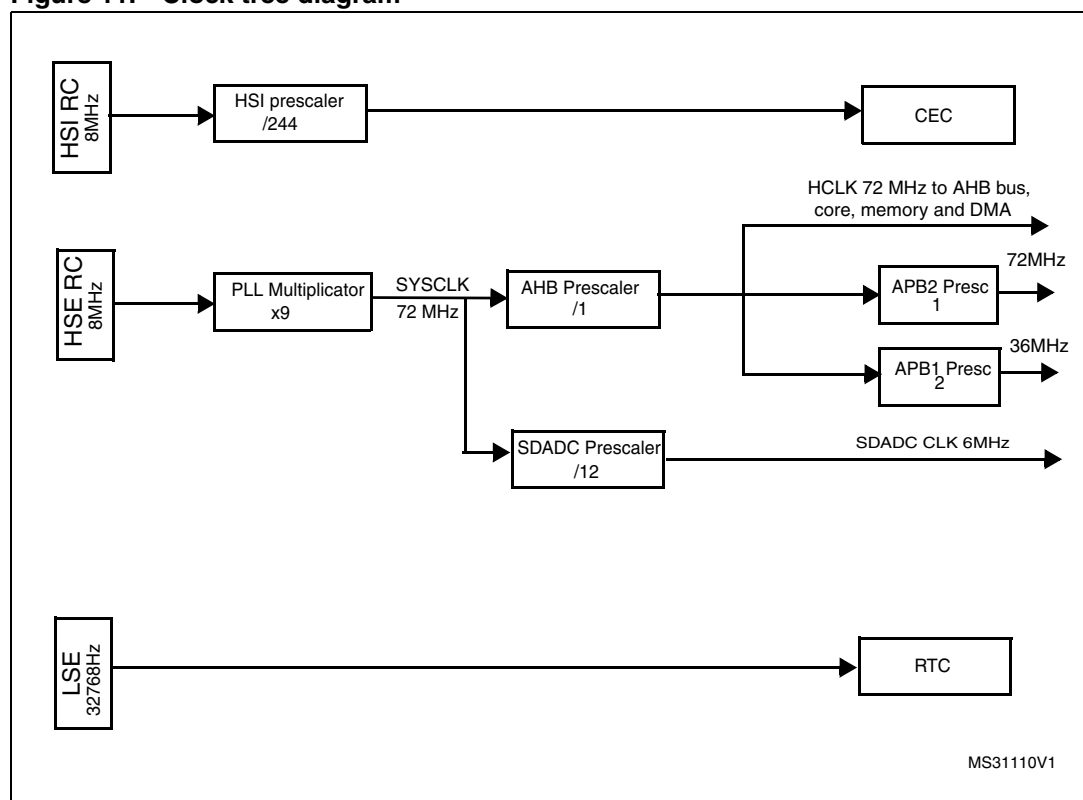 Clock tree diagram
HSI RC
8MHz
HSI prescaler
/244
CEC
HCLK 72 MHz to AHB bus,
core, memory and DMA
HSE RC
8MHz
PLL Multiplicator
x9
SYSCLK
72 MHz
AHB Prescaler
/1
APB2 Presc
1
72MHz
APB1 Presc
2
36MHz
SDADC Prescaler
/12
SDADC CLK 6MHz
LSE
32768Hz
RTC
MS31110V1